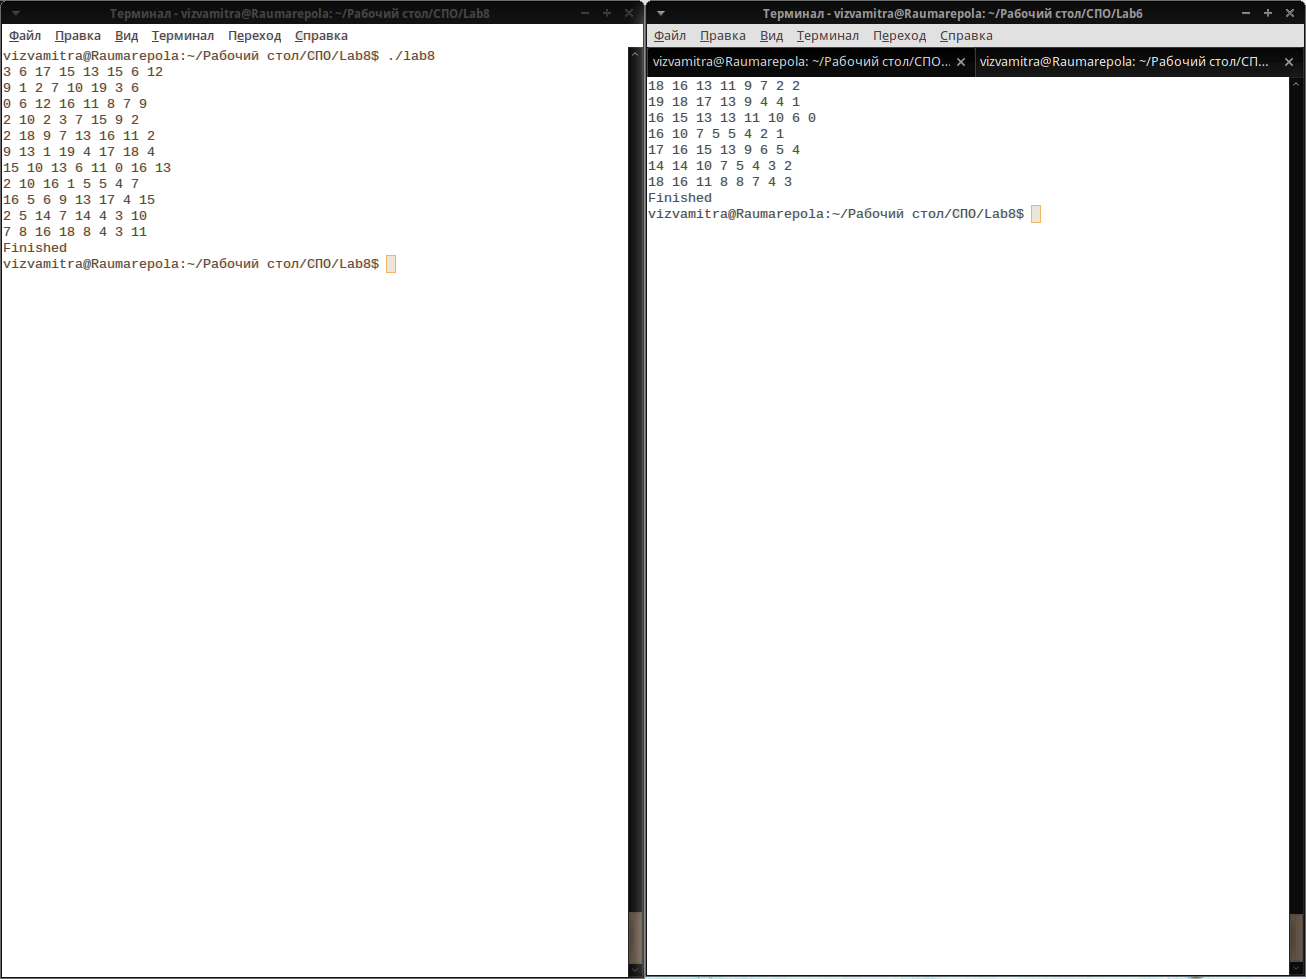 Терминал - vizvamitra@Raumarepola: ~/Рабочий стол/СПО/Lab8
Файл Правка Вид Терминал Переход Справка
vizvamitra@Raumarepola:~/Рабочий стол/СПО/Lab8$ ./lab8
3 6 17 15 13 15 6 12
9 1 2 7 10 19 3 6
0 6 12 16 11 8 7 9
2 10 2 3 7 15 9 2
2 18 9 7 13 16 11 2
9 13 1 19 4 17 18 4
15 10 13 6 11 0 16 13
2 10 16 1 5 5 4 7
16 5 6 9 13 17 4 15
2 5 14 7 14 4 3 10
7 8 16 18 8 4 3 11
Finished
vizvamitra@Raumarepola:~/Рабочий стол/СПО/Lab8$
Терминал - vizvamitra@Raumarepola: ~/Рабочий стол/СПО/Lab6
Файл Правка Вид Терминал Переход Справка
vizvamitra@Raumarepola: ~/Рабочий стол/СПО... vizvamitra@Raumarepola: ~/Рабочий стол/СП...
18 16 13 11 9 7 2 2
19 18 17 13 9 4 4 1
16 15 13 13 11 10 6 0
16 10 7 5 5 4 2 1
17 16 15 13 9 6 5 4
14 14 10 7 5 4 3 2
18 16 11 8 8 7 4 3
Finished
vizvamitra@Raumarepola:~/Рабочий стол/СПО/Lab8$